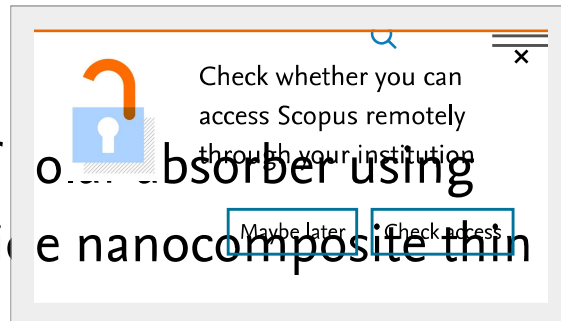 ×
Check whether you can
access Scopus remotely
through your institution
absorber using
Maybe later
Check access
e nanocomposite thin